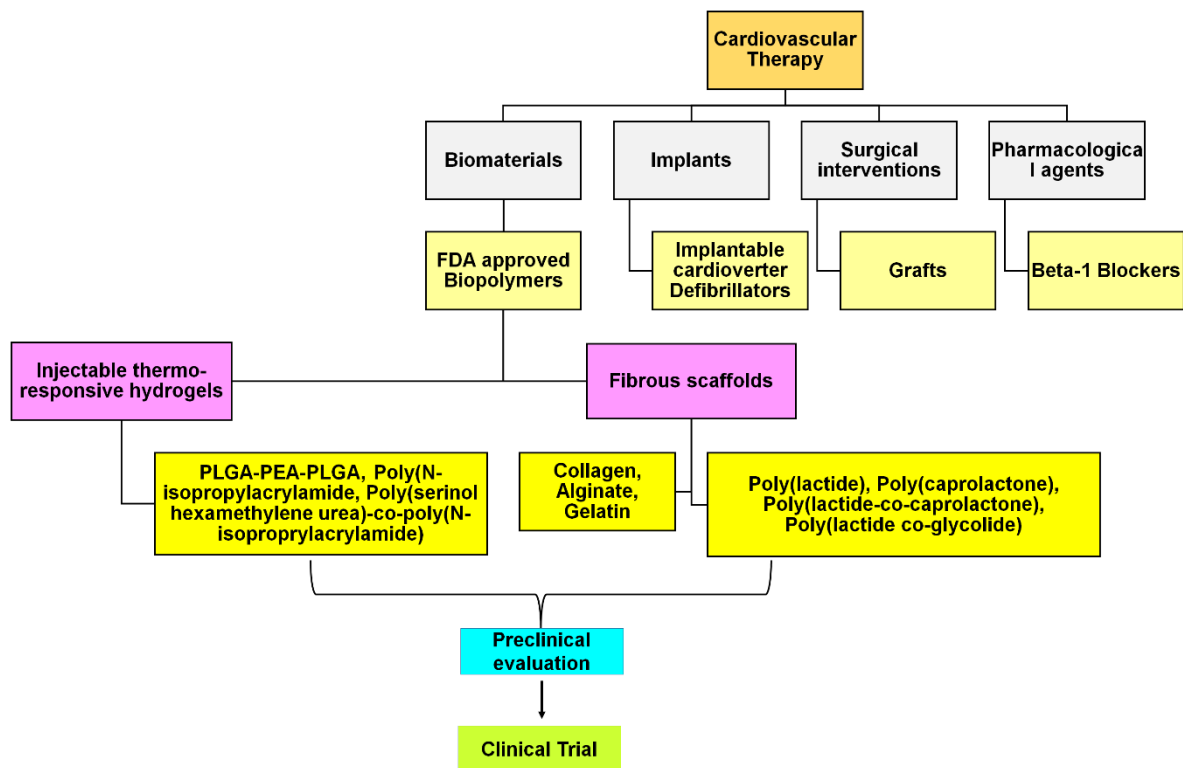 Cardiovascular
Therapy
Biomaterials
Implants
Surgical
interventions
Pharmacologica
l agents
FDA approved
Biopolymers
Implantable
cardioverter
Defibrillators
Grafts
Beta-1 Blockers
Injectable thermo-
responsive hydrogels
Fibrous scaffolds
PLGA-PEA-PLGA, Poly(N-
isopropylacrylamide, Poly(serinol
hexamethylene urea)-co-poly(N-
isoproprylacrylamide)
Collagen,
Alginate,
Gelatin
Poly(lactide), Poly(caprolactone),
Poly(lactide-co-caprolactone),
Poly(lactide co-glycolide)
Preclinical
evaluation
Clinical Trial